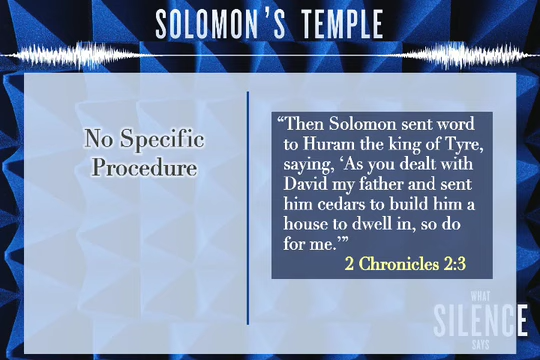 SOLOMON'S TEMPLE
No Specific
Procedure
“Then Solomon sent word
to Huram the king of Tyre,
saying, ‘As you dealt with
David my father and sent
him cedars to build him a
house to dwell in, so do
for me.’”
2 Chronicles 2:3
WHAT
SILENCE
SAYS